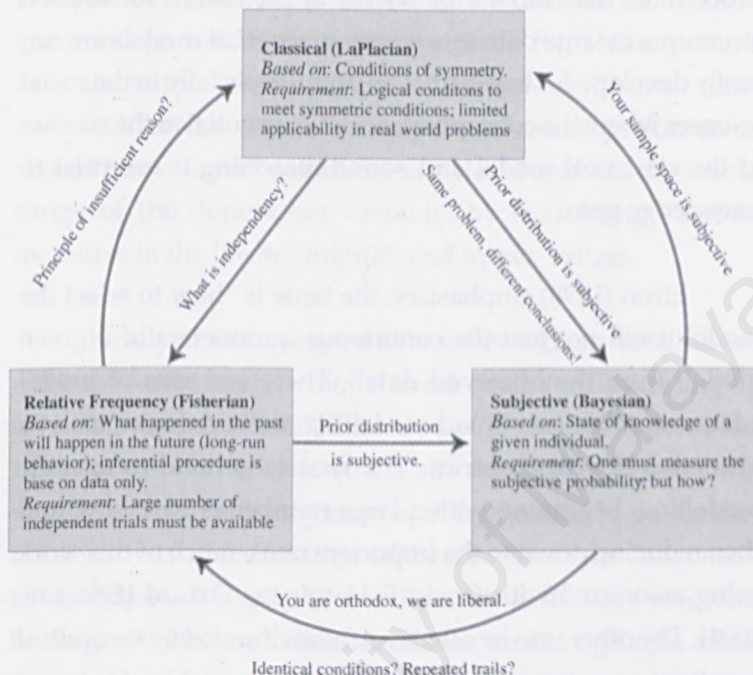 Classical (LaPlacian)
Based on: Conditions of symmetry.
Requirement: Logical conditons to
meet symmetric conditions; limited
applicability in real world problems
Principle of insufficient reason?
What is independency?
Prior distribution is subjective.
Same problem, different conclusions!
Your sample space is subjective
Relative Frequency (Fisherian)
Based on: What happened in the past
will happen in the future (long-run
behavior); inferential procedure is
base on data only.
Requirement: Large number of
independent trials must be available
Prior distribution
is subjective.
Subjective (Bayesian)
Based on: State of knowledge of a
given individual.
Requirement: One must measure the
subjective probability; but how?
You are orthodox, we are liberal.
Identical conditions? Repeated trails?
of Malaya